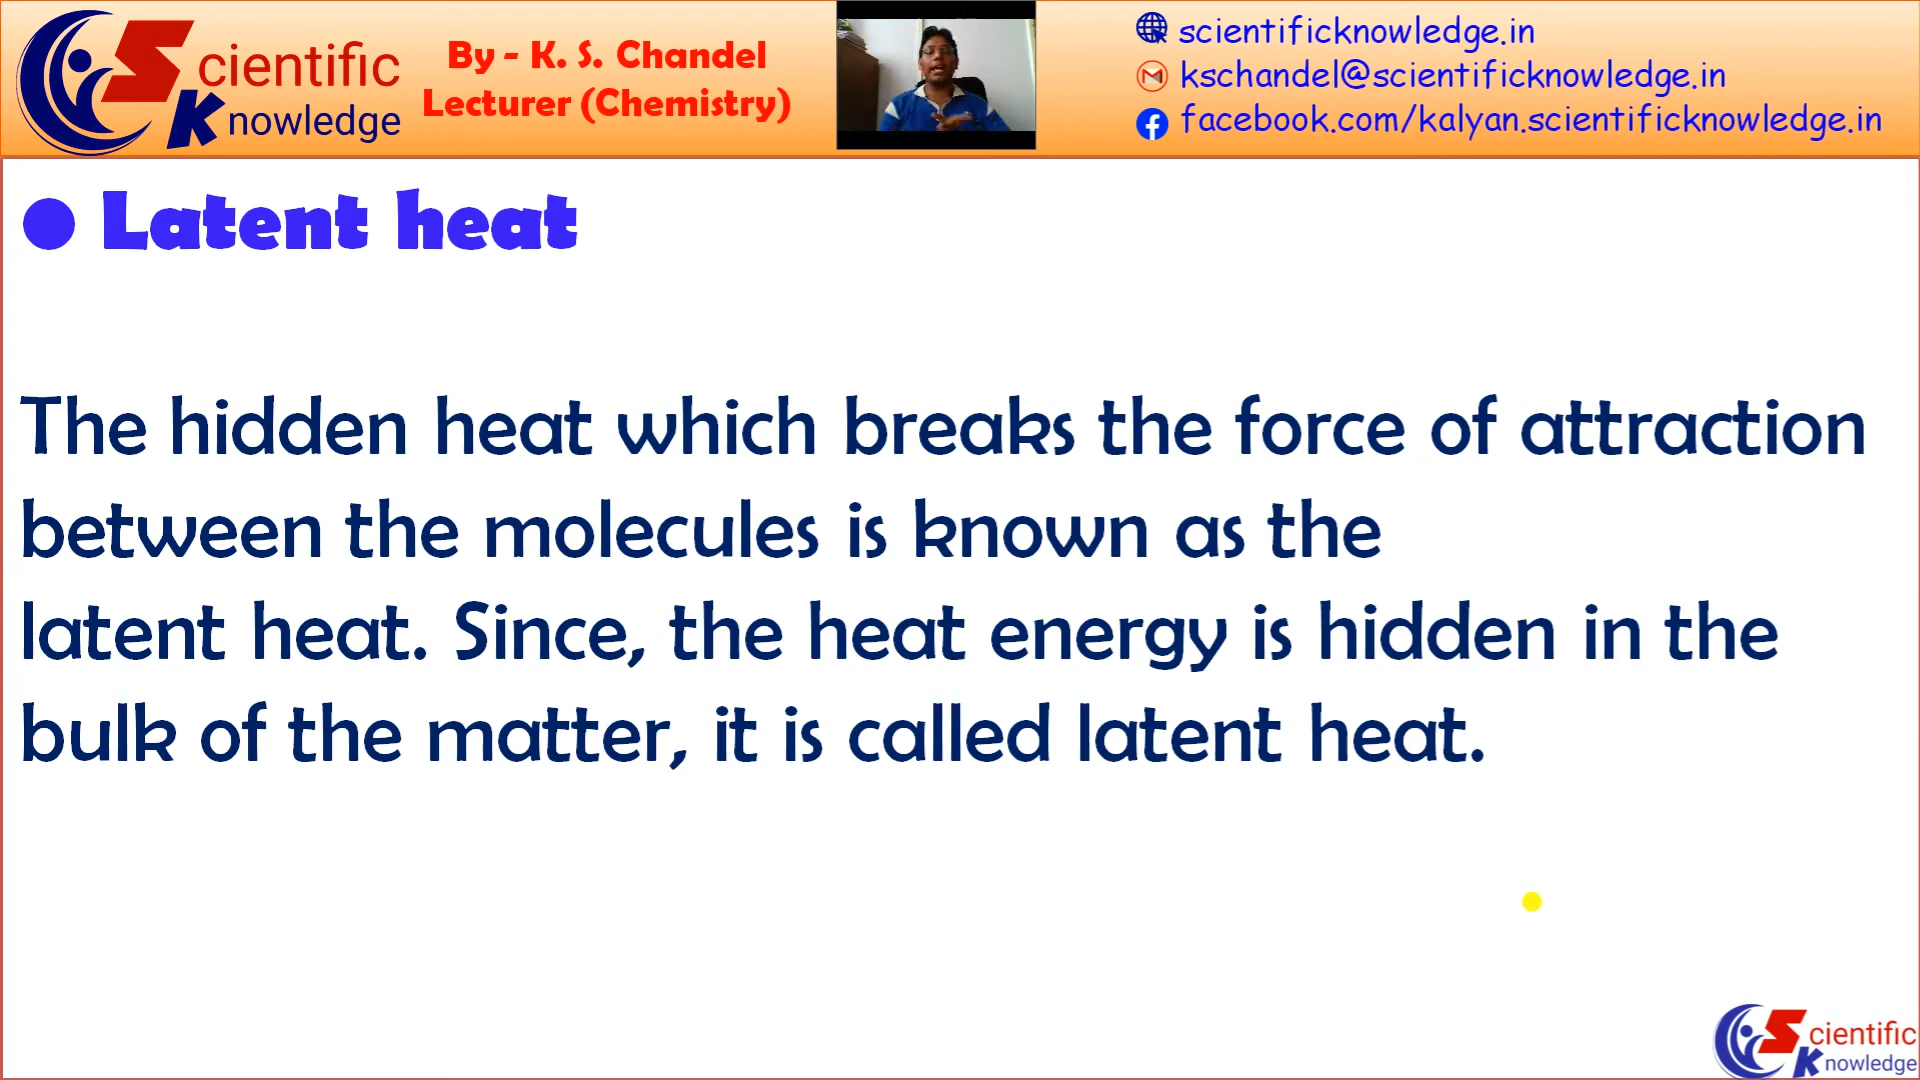 Scientific
Knowledge
By - K. S. Chandel
Lecturer (Chemistry)
scientificknowledge.in
kschandel@scientificknowledge.in
facebook.com/kalyan.scientificknowledge.in
● Latent heat
The hidden heat which breaks the force of attraction
between the molecules is known as the
latent heat. Since, the heat energy is hidden in the
bulk of the matter, it is called latent heat.
Scientific
Knowledge